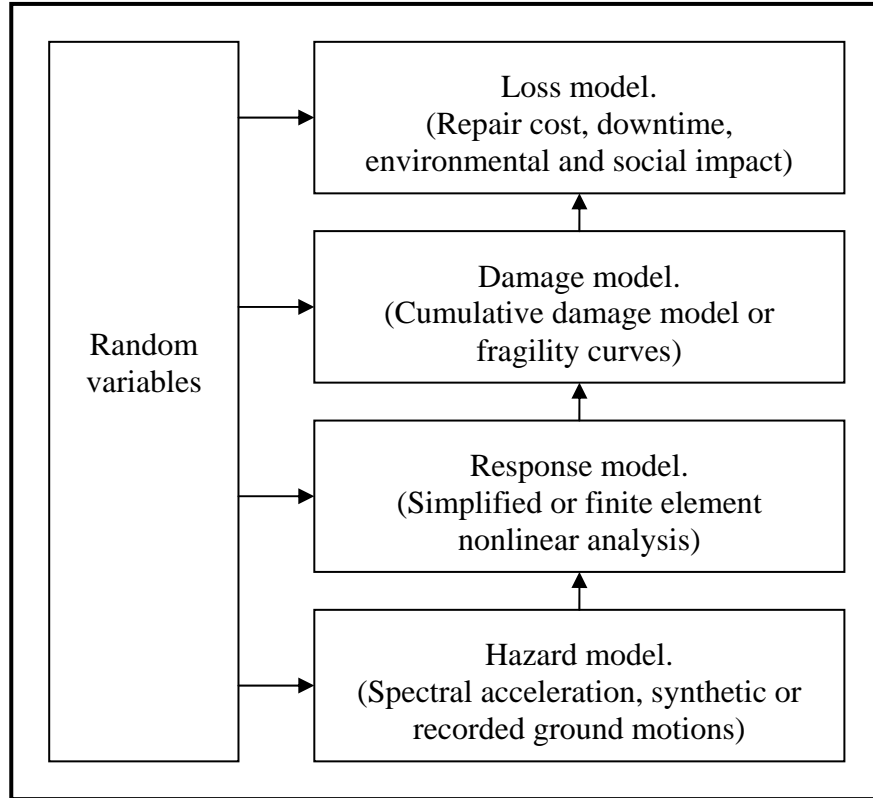 Random
variables
Loss model.
(Repair cost, downtime,
environmental and social impact)
Damage model.
(Cumulative damage model or
fragility curves)
Response model.
(Simplified or finite element
nonlinear analysis)
Hazard model.
(Spectral acceleration, synthetic or
recorded ground motions)